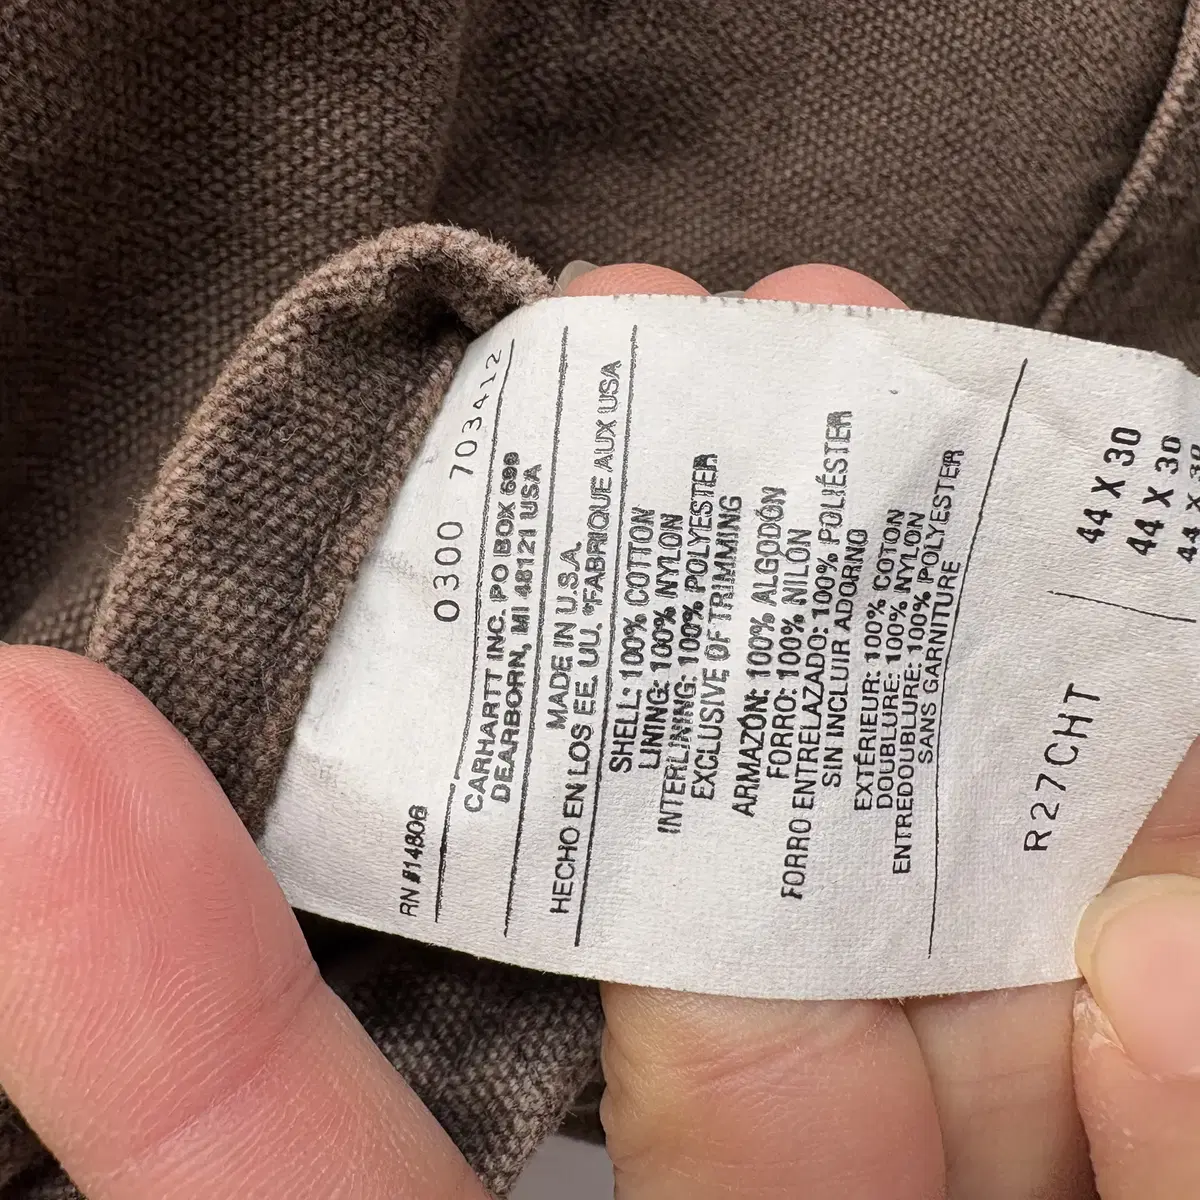 RN #14806
0300 703412
CARHARTT INC. PO BOX 600
DEARBORN, MI 48121 USA
MADE IN U.S.A.
HECHO EN LOS EE. UU. *FABRIQUE AUX USA
SHELL: 100% COTTON
LINING: 100% NYLON
INTERLINING: 100% POLYESTER
EXCLUSIVE OF TRIMMING
ARMAZÓN: 100% ALGODÓN
FORRO: 100% NILON
FORRO ENTRELAZADO: 100% POLIÉSTER
SIN INCLUIR ADORNO
EXTÉRIEUR: 100% COTON
DOUBLURE: 100% NYLON
ENTREDOUBLURE: 100% POLYESTER
SANS GARNITURE
R27CHT
44 X 30
44 X 30
44 X 30